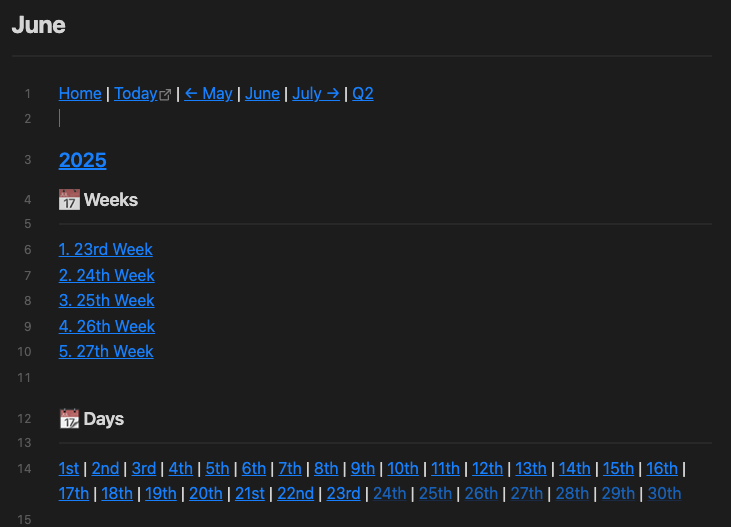 June
1 Home | Today | ← May | June | July → | Q2
2
3 2025
4 📅 Weeks
5
6 1. 23rd Week
7 2. 24th Week
8 3. 25th Week
9 4. 26th Week
10 5. 27th Week
11
12 📆 Days
13
14 1st | 2nd | 3rd | 4th | 5th | 6th | 7th | 8th | 9th | 10th | 11th | 12th | 13th | 14th | 15th | 16th |
17th | 18th | 19th | 20th | 21st | 22nd | 23rd | 24th | 25th | 26th | 27th | 28th | 29th | 30th
15